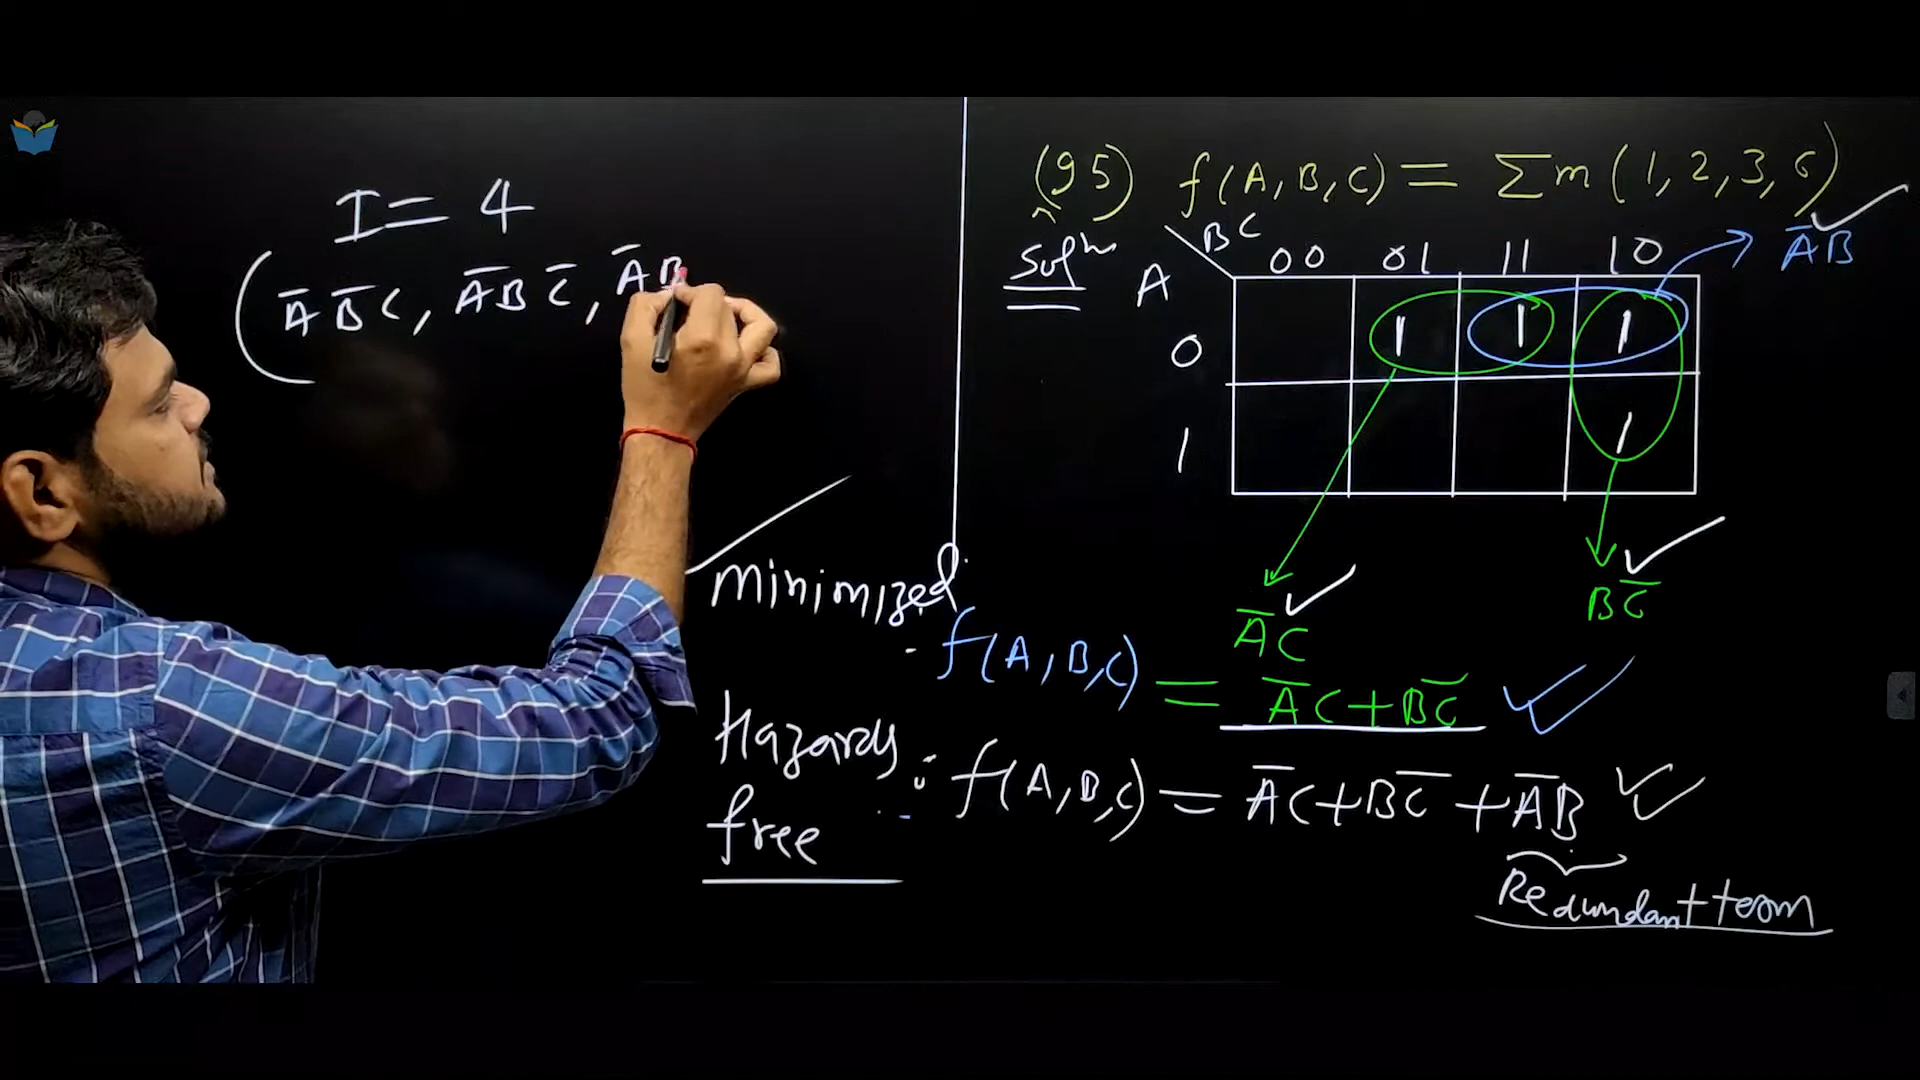 I = 4
(A̅ B̅ C, A̅ B C̅, A̅ B
(95) f(A, B, C) = Σm (1, 2, 3, 6)
Solⁿ
BC
00 01 11 10
A
0 1 1 1
1 1
A̅B
A̅C
BC̅
minimized
f(A, B, C) = A̅C + BC̅
Hazards free : f(A, B, C) = A̅C + BC̅ + A̅B
Redundant term